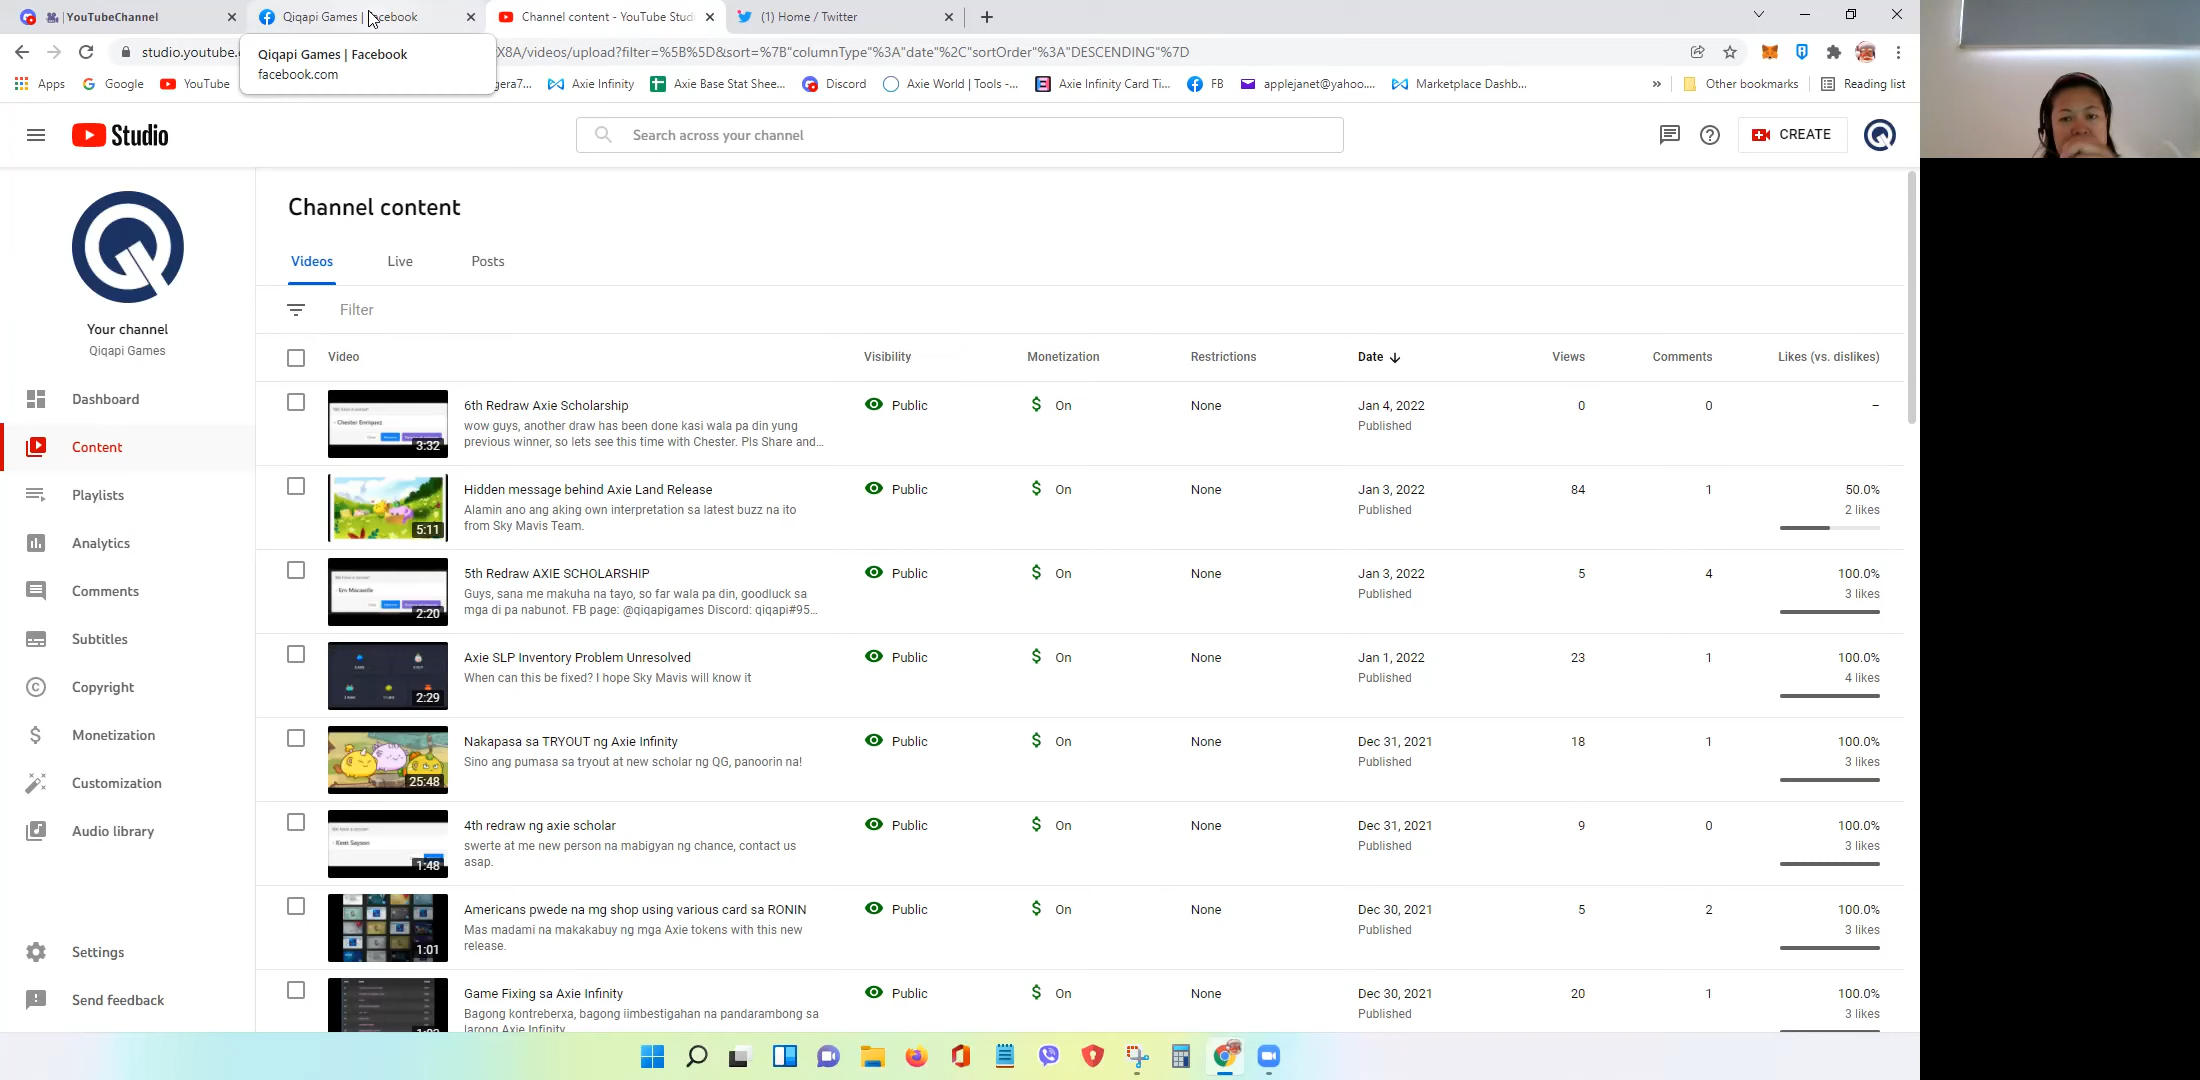 | YouTubeChannel
Qiqapi Games | Facebook
Channel content - YouTube Studi
(1) Home / Twitter
studio.youtube.
X8A/videos/upload?filter=%5B%5D&sort=%7B"columnType"%3A"date"%2C"sortOrder"%3A"DESCENDING"%7D
Qiqapi Games | Facebook
facebook.com
Apps
Google
YouTube
gera7...
Axie Infinity
Axie Base Stat Shee...
Discord
Axie World | Tools -...
Axie Infinity Card Ti...
FB
applejanet@yahoo....
Marketplace Dashb...
Other bookmarks
Reading list
Studio
Search across your channel
CREATE
Your channel
Qiqapi Games
Dashboard
Content
Playlists
Analytics
Comments
Subtitles
Copyright
Monetization
Customization
Audio library
Settings
Send feedback
Channel content
Videos Live Posts
Filter
Video Visibility Monetization Restrictions Date Views Comments Likes (vs. dislikes)
6th Redraw Axie Scholarship Public On None Jan 4, 2022 0 0 –
wow guys, another draw has been done kasi wala pa din yung Published
previous winner, so lets see this time with Chester. Pls Share and...
- Chester Enriquez
3:32
Hidden message behind Axie Land Release Public On None Jan 3, 2022 84 1 50.0%
Alamin ano ang aking own interpretation sa latest buzz na ito Published 2 likes
from Sky Mavis Team.
5:11
5th Redraw AXIE SCHOLARSHIP Public On None Jan 3, 2022 5 4 100.0%
Guys, sana me makuha na tayo, so far wala pa din, goodluck sa Published 3 likes
mga di pa nabunot. FB page: @qiqapigames Discord: qiqapi#95...
2:20
Axie SLP Inventory Problem Unresolved Public On None Jan 1, 2022 23 1 100.0%
When can this be fixed? I hope Sky Mavis will know it Published 4 likes
2:29
Nakapasa sa TRYOUT ng Axie Infinity Public On None Dec 31, 2021 18 1 100.0%
Sino ang pumasa sa tryout at new scholar ng QG, panoorin na! Published 3 likes
25:48
4th redraw ng axie scholar Public On None Dec 31, 2021 9 0 100.0%
swerte at me new person na mabigyan ng chance, contact us Published 3 likes
asap.
- Kent Sayson
1:48
Americans pwede na mg shop using various card sa RONIN Public On None Dec 30, 2021 5 2 100.0%
Mas madami na makakabuy ng mga Axie tokens with this new Published 3 likes
release.
1:01
Game Fixing sa Axie Infinity Public On None Dec 30, 2021 20 1 100.0%
Bagong kontreberxa, bagong iimbestigahan na pandarambong sa Published 3 likes
larong Axie Infinity